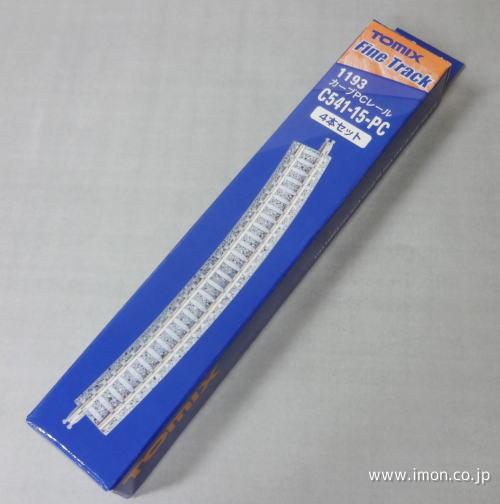 TOMIX
Fine Track
1193
カーブPCレール
C541-15-PC
4本セット
TOMIX
TOMIX
www.imon.co.jp